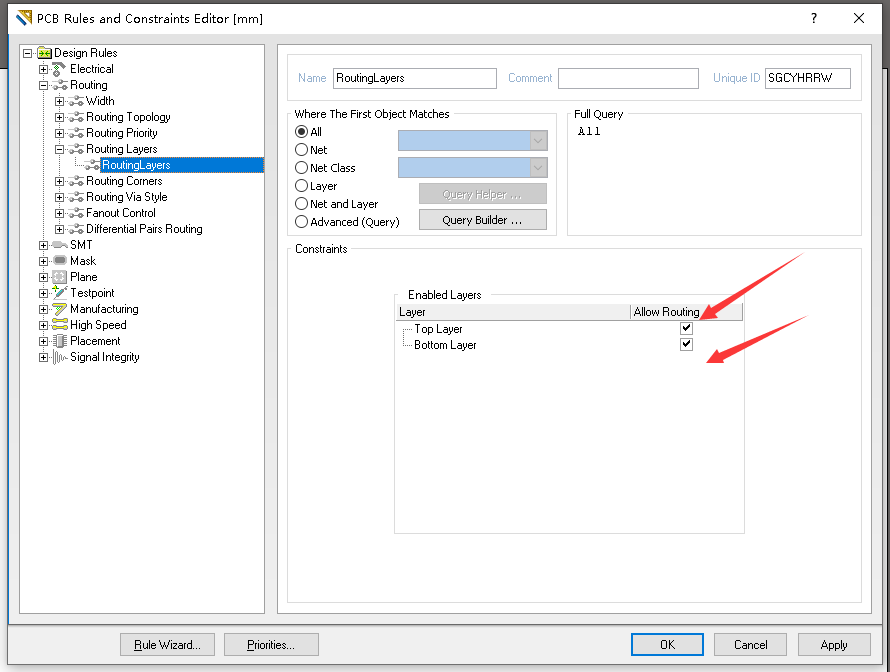 PCB Rules and Constraints Editor [mm]
?
Design Rules
Electrical
Routing
Width
Routing Topology
Routing Priority
Routing Layers
RoutingLayers
Routing Corners
Routing Via Style
Fanout Control
Differential Pairs Routing
SMT
Mask
Plane
Testpoint
Manufacturing
High Speed
Placement
Signal Integrity
Name RoutingLayers Comment Unique ID SGCYHRRW
Where The First Object Matches
All
Net
Net Class
Layer
Net and Layer
Advanced (Query)
Query Helper ...
Query Builder ...
Full Query
All
Constraints
Enabled Layers
Layer Allow Routing
Top Layer
Bottom Layer
Rule Wizard... Priorities... OK Cancel Apply